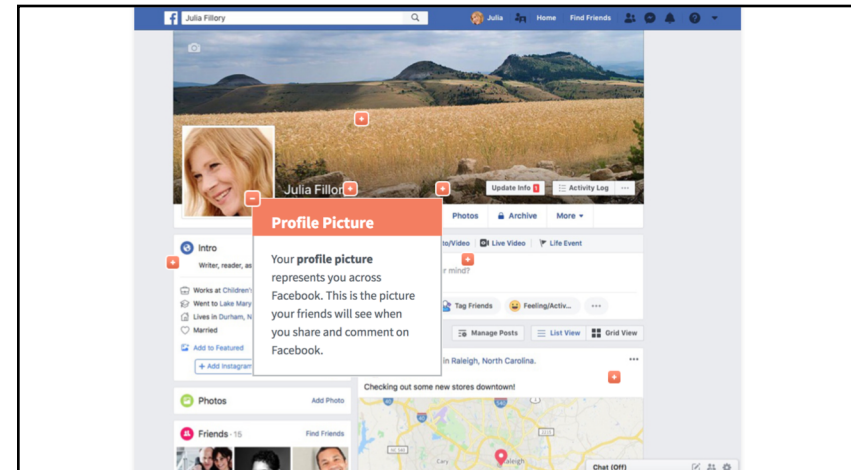 Julia Fillory
Julia
Home
Find Friends
Julia Fillor
Update Info 1
Activity Log
Photos
Archive
More
Profile Picture
Your profile picture
represents you across
Facebook. This is the picture
your friends will see when
you share and comment on
Facebook.
to/Video
Live Video
Life Event
r mind?
Tag Friends
Feeling/Activ...
Manage Posts
List View
Grid View
Intro
Writer, reader, as
Works at Children'
Went to Lake Mary
Lives in Durham, N
Married
Add to Featured
+ Add Instagram
in Raleigh, North Carolina.
Checking out some new stores downtown!
Photos
Add Photo
Friends · 15
Find Friends
Cary
Raleigh
Chat (Off)